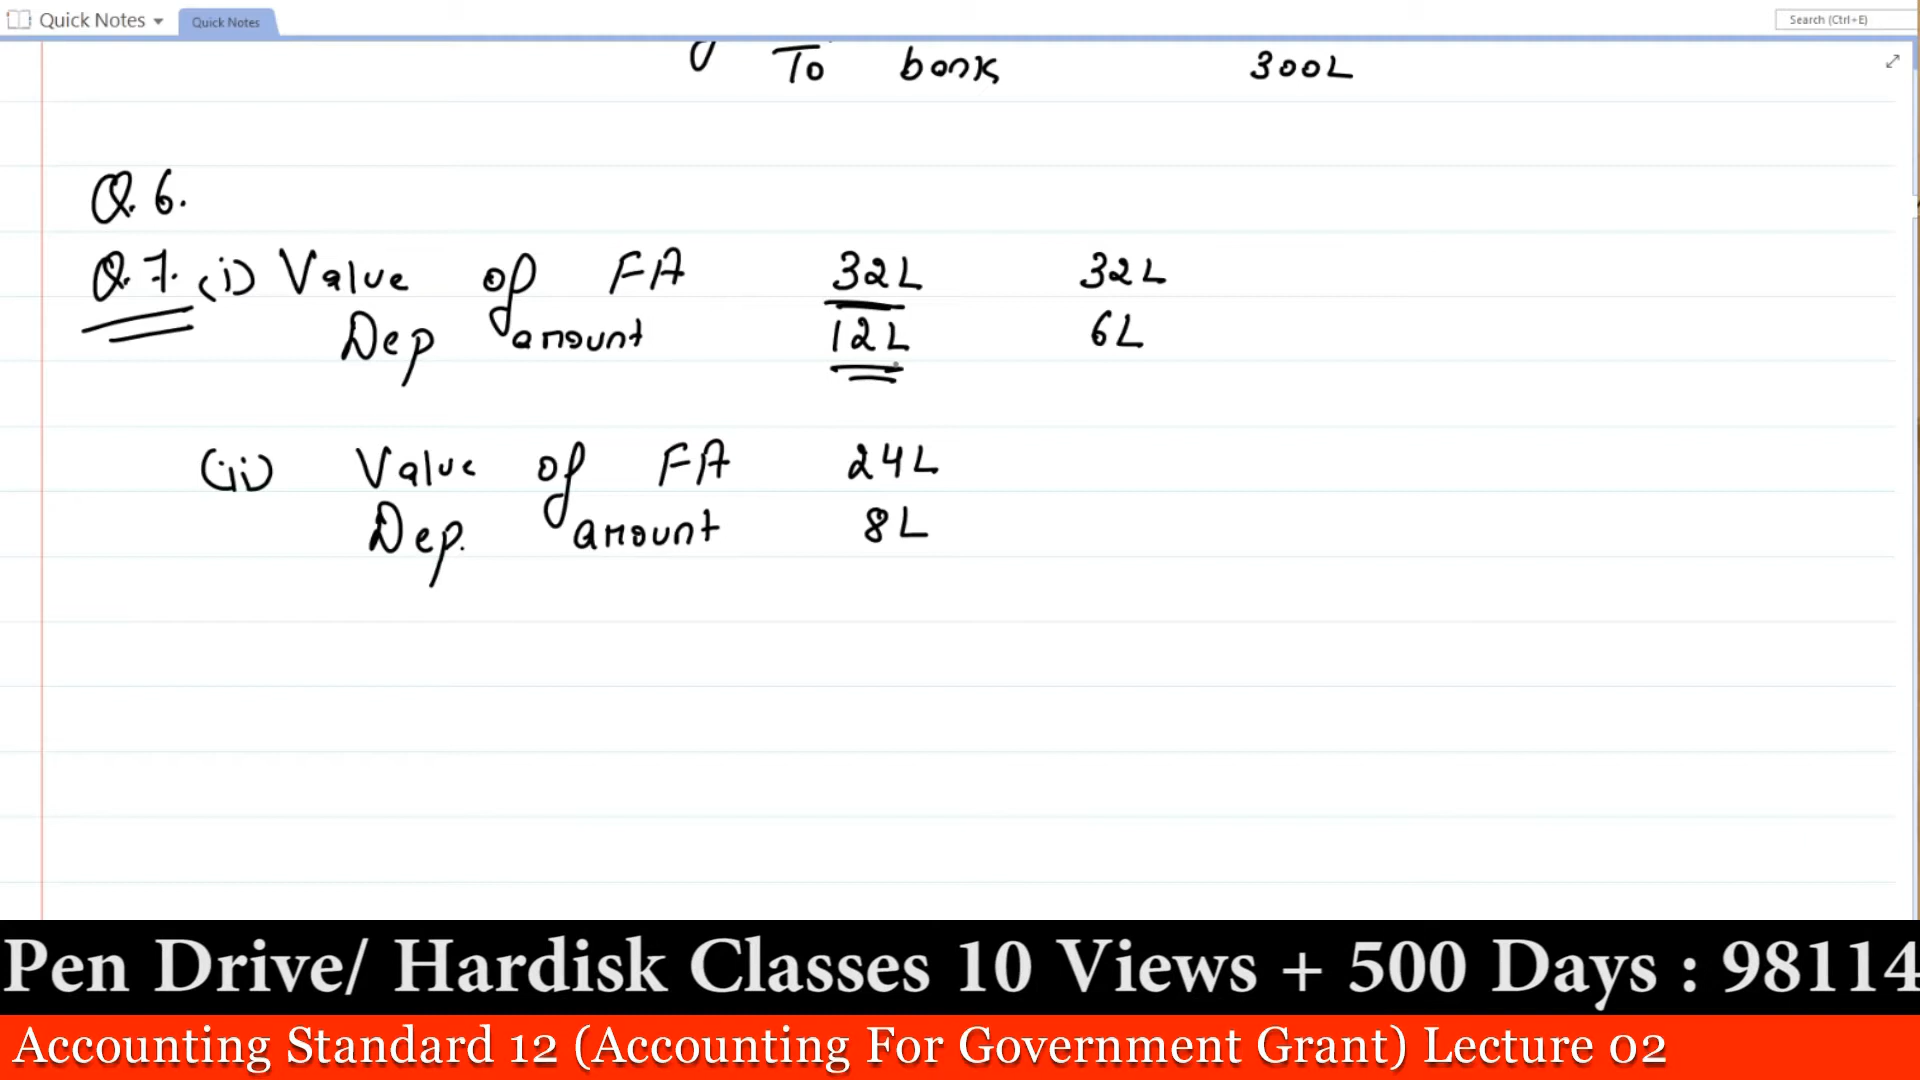 Quick Notes
Quick Notes
Search (Ctrl+E)
To bank 300L
Q.6.
Q.7. (i) Value of FA 32L 32L
Dep amount 12L 6L
(ii) Value of FA 24L
Dep. amount 8L
Pen Drive/ Hardisk Classes 10 Views + 500 Days : 98114
Accounting Standard 12 (Accounting For Government Grant) Lecture 02